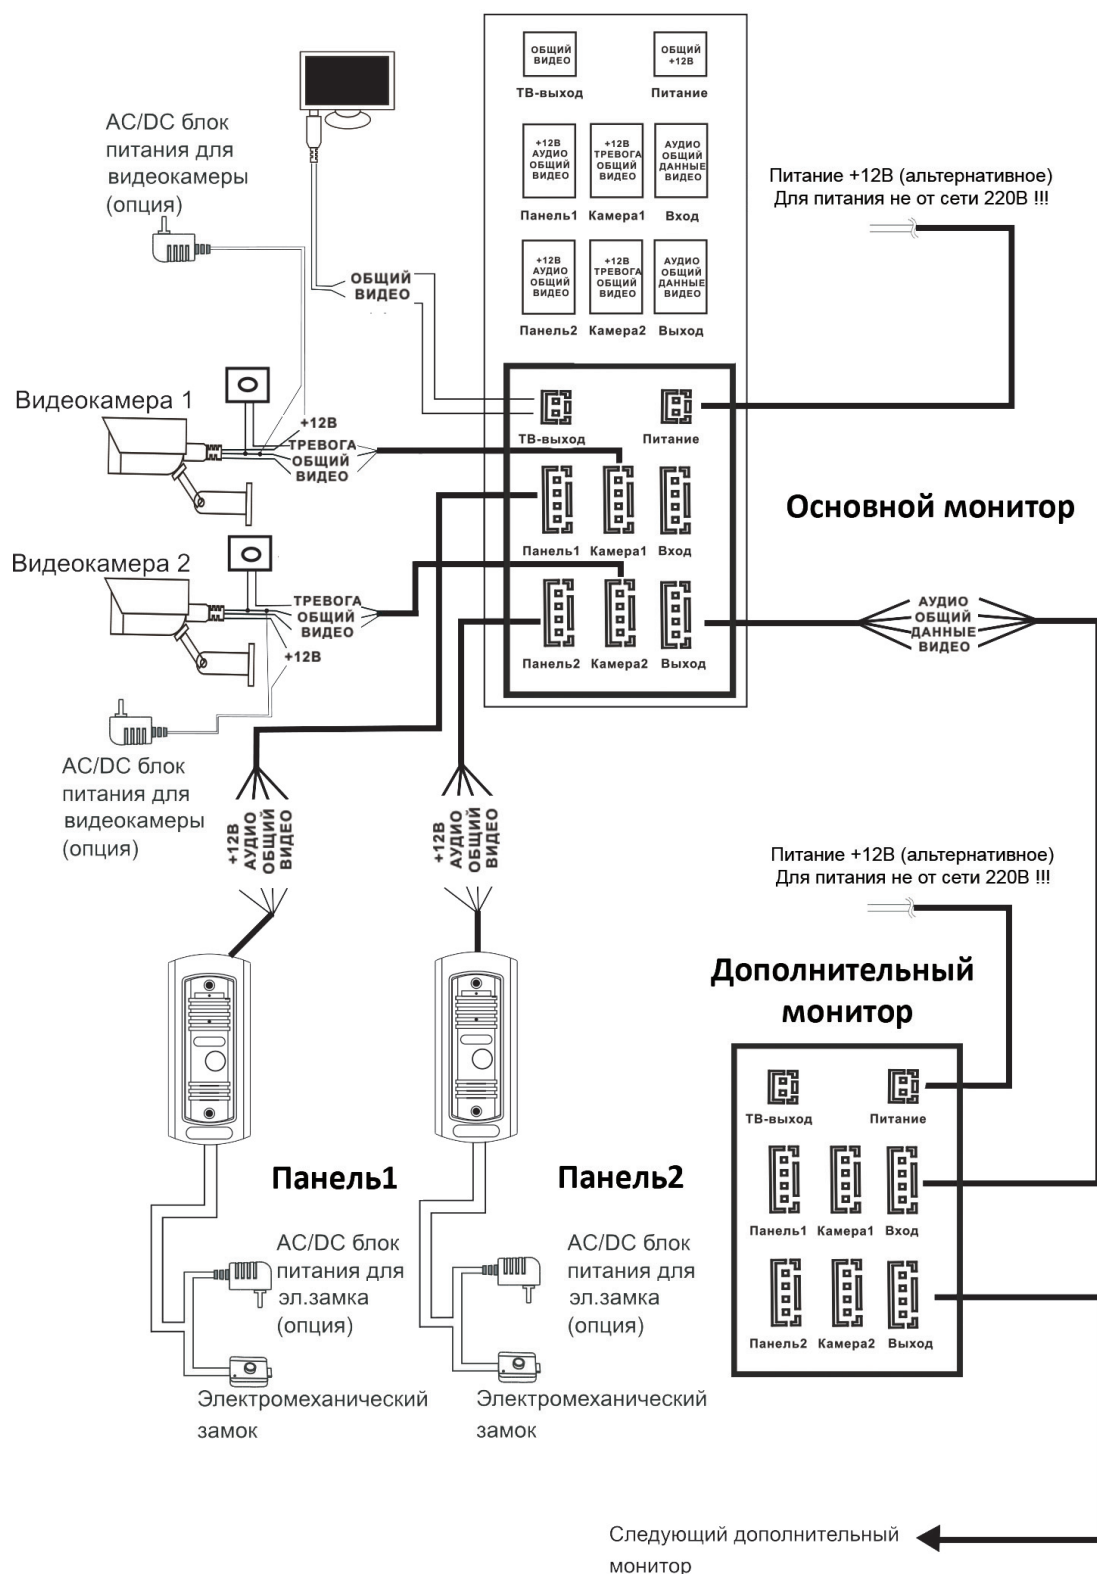 ОБЩИЙ
ВИДЕО
ТВ-выход
ОБЩИЙ
+12В
Питание
AC/DC блок
питания для
видеокамеры
(опция)
+12В
АУДИО
ОБЩИЙ
ВИДЕО
Панель1
+12В
ТРЕВОГА
ОБЩИЙ
ВИДЕО
Камера1
АУДИО
ОБЩИЙ
ДАННЫЕ
ВИДЕО
Вход
Питание +12В (альтернативное)
Для питания не от сети 220В !!!
+12В
АУДИО
ОБЩИЙ
ВИДЕО
Панель2
+12В
ТРЕВОГА
ОБЩИЙ
ВИДЕО
Камера2
АУДИО
ОБЩИЙ
ДАННЫЕ
ВИДЕО
Выход
ОБЩИЙ
ВИДЕО
Видеокамера 1
+12В
ТРЕВОГА
ОБЩИЙ
ВИДЕО
ТВ-выход
Питание
Основной монитор
Панель1
Камера1
Вход
Видеокамера 2
ТРЕВОГА
ОБЩИЙ
ВИДЕО
+12В
Панель2
Камера2
Выход
АУДИО
ОБЩИЙ
ДАННЫЕ
ВИДЕО
AC/DC блок
питания для
видеокамеры
(опция)
+12В
АУДИО
ОБЩИЙ
ВИДЕО
+12В
АУДИО
ОБЩИЙ
ВИДЕО
Питание +12В (альтернативное)
Для питания не от сети 220В !!!
Дополнительный
монитор
ТВ-выход
Питание
Панель1
Камера1
Вход
Панель2
Камера2
Выход
Панель1
Панель2
AC/DC блок
питания для
эл.замка
(опция)
AC/DC блок
питания для
эл.замка
(опция)
Электромеханический
замок
Электромеханический
замок
Следующий дополнительный
монитор